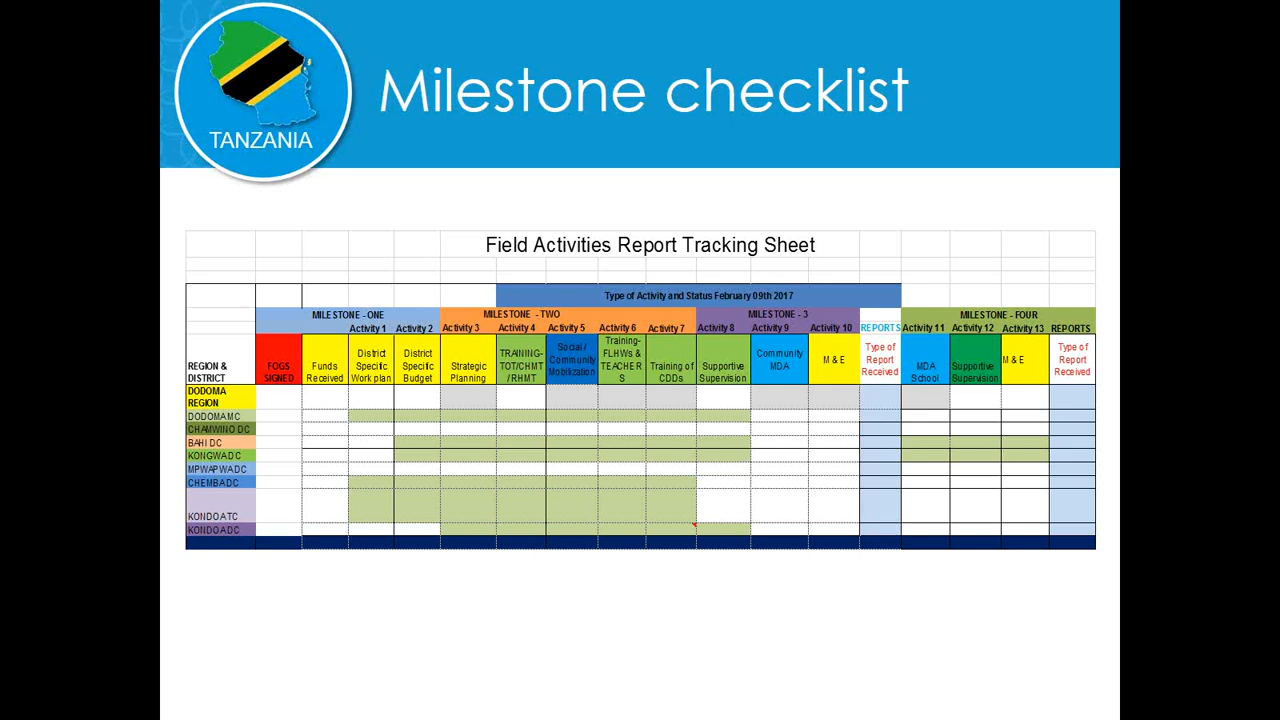 TANZANIA
Milestone checklist
Field Activities Report Tracking Sheet
Type of Activity and Status February 09th 2017
MILESTONE - ONE
MILESTONE - TWO
MILESTONE - 3
MILESTONE - FOUR
Activity 1
Activity 2
Activity 3
Activity 4
Activity 5
Activity 6
Activity 7
Activity 8
Activity 9
Activity 10
REPORTS
Activity 11
Activity 12
Activity 13
REPORTS
REGION &
DISTRICT
FOGS
SIGNED
Funds
Received
District
Specific
Work plan
District
Specific
Budget
Strategic
Planning
TRAINING-
TOT/CHMT
/RHMT
Social /
Community
Mobilization
Training-
FLHWs &
TEACHER
S
Training of
CDDs
Supportive
Supervision
Community
MDA
M & E
Type of
Report
Received
MDA
School
Supportive
Supervision
M & E
Type of
Report
Received
DODOMA
REGION
DODOMA MC
CHAMWINO DC
BAHI DC
KONGWA DC
MPWAPWA DC
CHEMBA DC
KONDOA TC
KONDOA DC